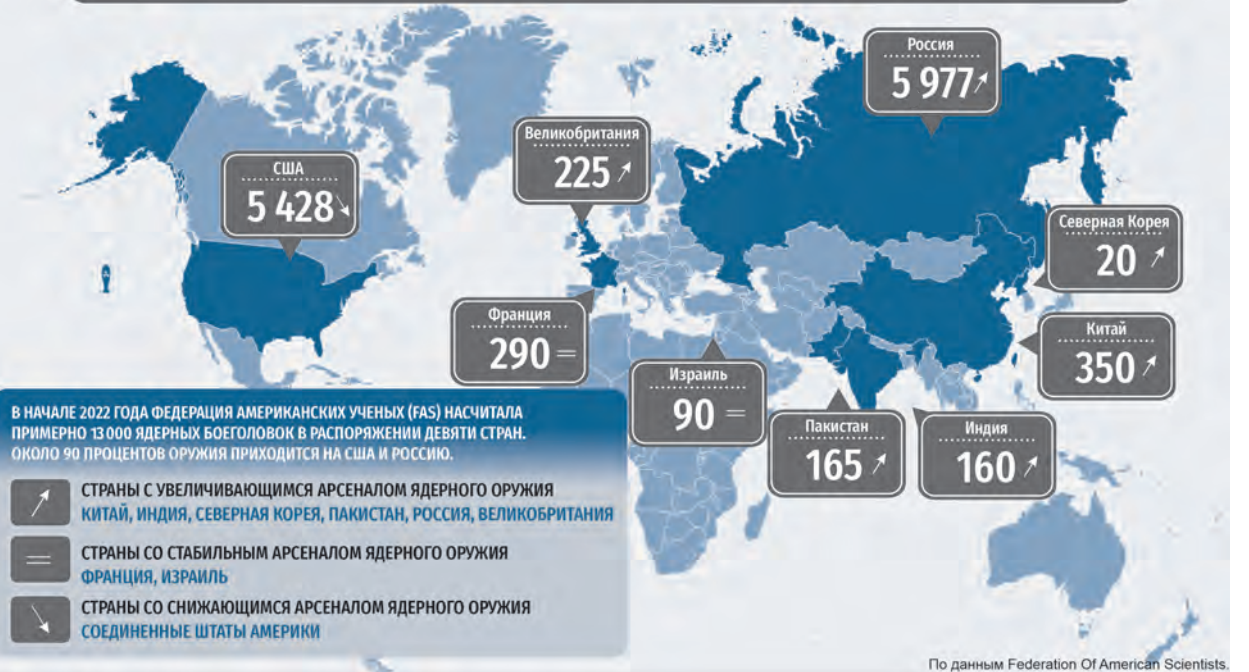 Россия
5 977
Великобритания
225
США
5 428
Северная Корея
20
Франция
290 =
Китай
350
Израиль
90 =
Пакистан
165
Индия
160
В НАЧАЛЕ 2022 ГОДА ФЕДЕРАЦИЯ АМЕРИКАНСКИХ УЧЕНЫХ (FAS) НАСЧИТАЛА
ПРИМЕРНО 13 000 ЯДЕРНЫХ БОЕГОЛОВОК В РАСПОРЯЖЕНИИ ДЕВЯТИ СТРАН.
ОКОЛО 90 ПРОЦЕНТОВ ОРУЖИЯ ПРИХОДИТСЯ НА США И РОССИЮ.
СТРАНЫ С УВЕЛИЧИВАЮЩИМСЯ АРСЕНАЛОМ ЯДЕРНОГО ОРУЖИЯ
КИТАЙ, ИНДИЯ, СЕВЕРНАЯ КОРЕЯ, ПАКИСТАН, РОССИЯ, ВЕЛИКОБРИТАНИЯ
СТРАНЫ СО СТАБИЛЬНЫМ АРСЕНАЛОМ ЯДЕРНОГО ОРУЖИЯ
ФРАНЦИЯ, ИЗРАИЛЬ
СТРАНЫ СО СНИЖАЮЩИМСЯ АРСЕНАЛОМ ЯДЕРНОГО ОРУЖИЯ
СОЕДИНЕННЫЕ ШТАТЫ АМЕРИКИ
По данным Federation Of American Scientists.